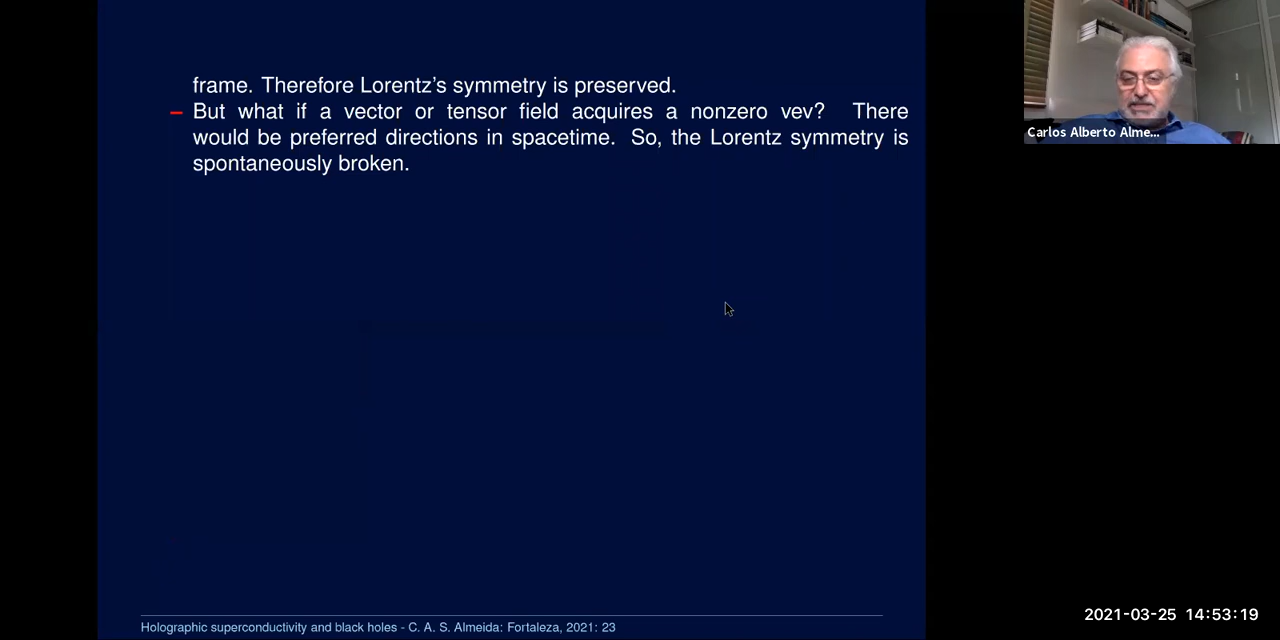 frame. Therefore Lorentz's symmetry is preserved.
– But what if a vector or tensor field acquires a nonzero vev? There
would be preferred directions in spacetime. So, the Lorentz symmetry is
spontaneously broken.
Carlos Alberto Alme...
Holographic superconductivity and black holes - C. A. S. Almeida: Fortaleza, 2021: 23
2021-03-25 14:53:19